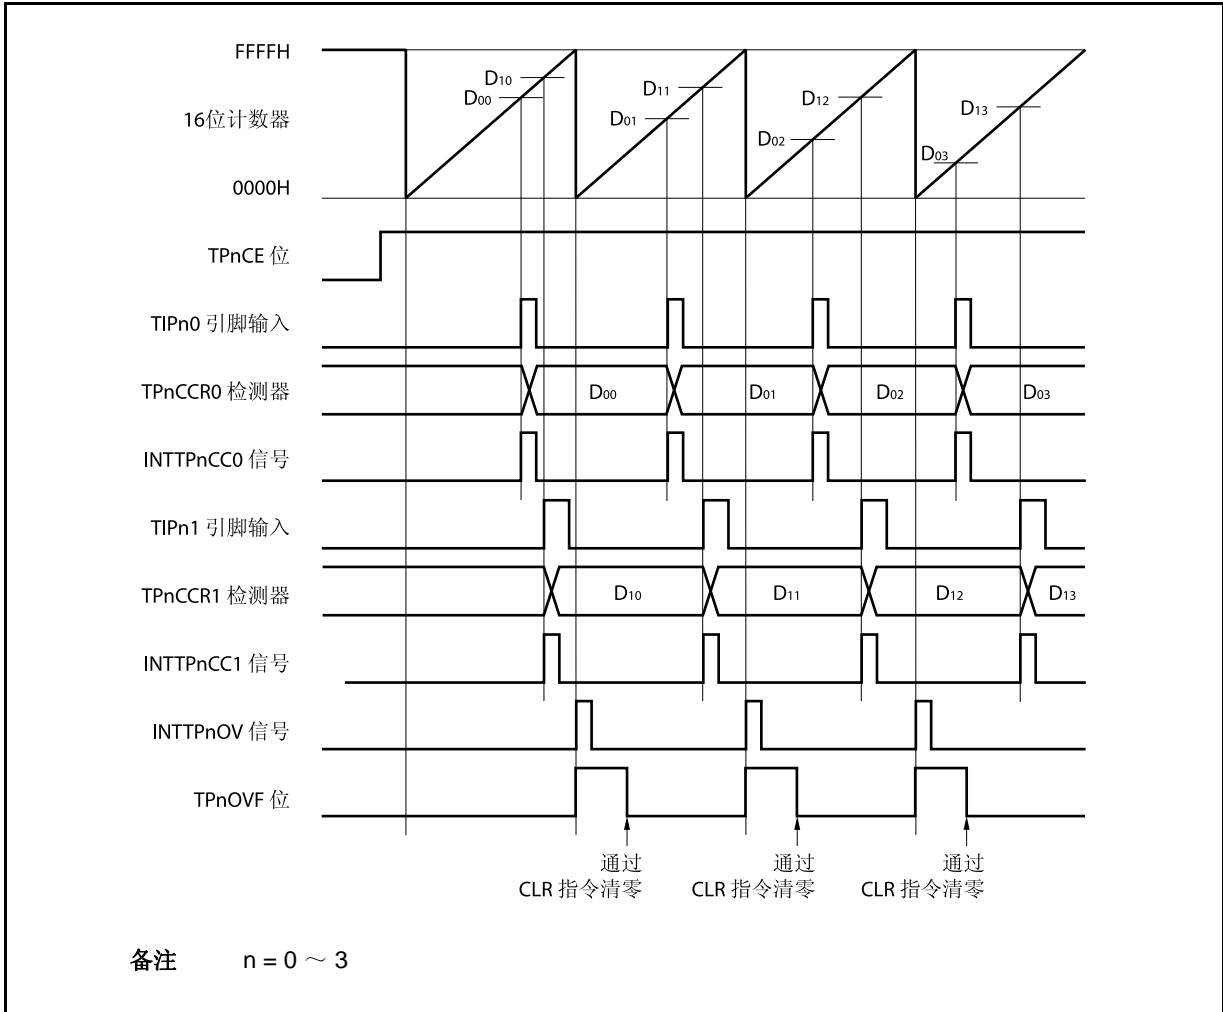 FFFFH
D10
D00
D11
D01
D12
D02
D13
D03
16位计数器
0000H
TPnCE 位
TIPn0 引脚输入
TPnCCR0 检测器
D00
D01
D02
D03
INTTPnCC0 信号
TIPn1 引脚输入
TPnCCR1 检测器
D10
D11
D12
D13
INTTPnCC1 信号
INTTPnOV 信号
TPnOVF 位
通过
CLR 指令清零
通过
CLR 指令清零
通过
CLR 指令清零
备注 n = 0 ～ 3